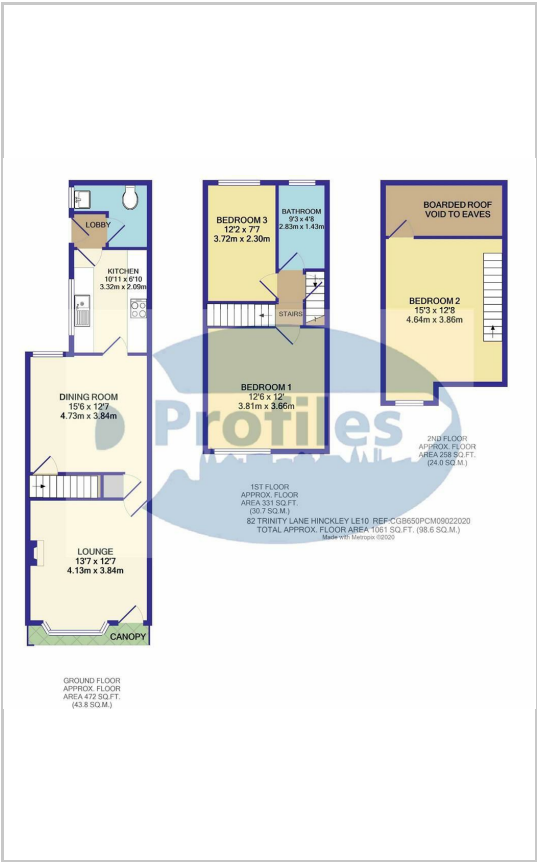 LOBBY
KITCHEN
10'11 x 6'10
3.32m x 2.09m
DINING ROOM
15'6 x 12'7
4.73m x 3.84m
LOUNGE
13'7 x 12'7
4.13m x 3.84m
CANOPY
GROUND FLOOR
APPROX. FLOOR
AREA 472 SQ.FT.
(43.8 SQ.M.)
BEDROOM 3
12'2 x 7'7
3.72m x 2.30m
BATHROOM
9'3 x 4'8
2.83m x 1.43m
STAIRS
BEDROOM 1
12'6 x 12'
3.81m x 3.66m
Profiles
1ST FLOOR
APPROX. FLOOR
AREA 331 SQ.FT.
(30.7 SQ.M.)
BOARDED ROOF
VOID TO EAVES
BEDROOM 2
15'3 x 12'8
4.64m x 3.86m
2ND FLOOR
APPROX. FLOOR
AREA 258 SQ.FT.
(24.0 SQ.M.)
82 TRINITY LANE HINCKLEY LE10 REF:CGB650PCM09022020
TOTAL APPROX. FLOOR AREA 1061 SQ.FT. (98.6 SQ.M.)
Made with Metropix ©2020